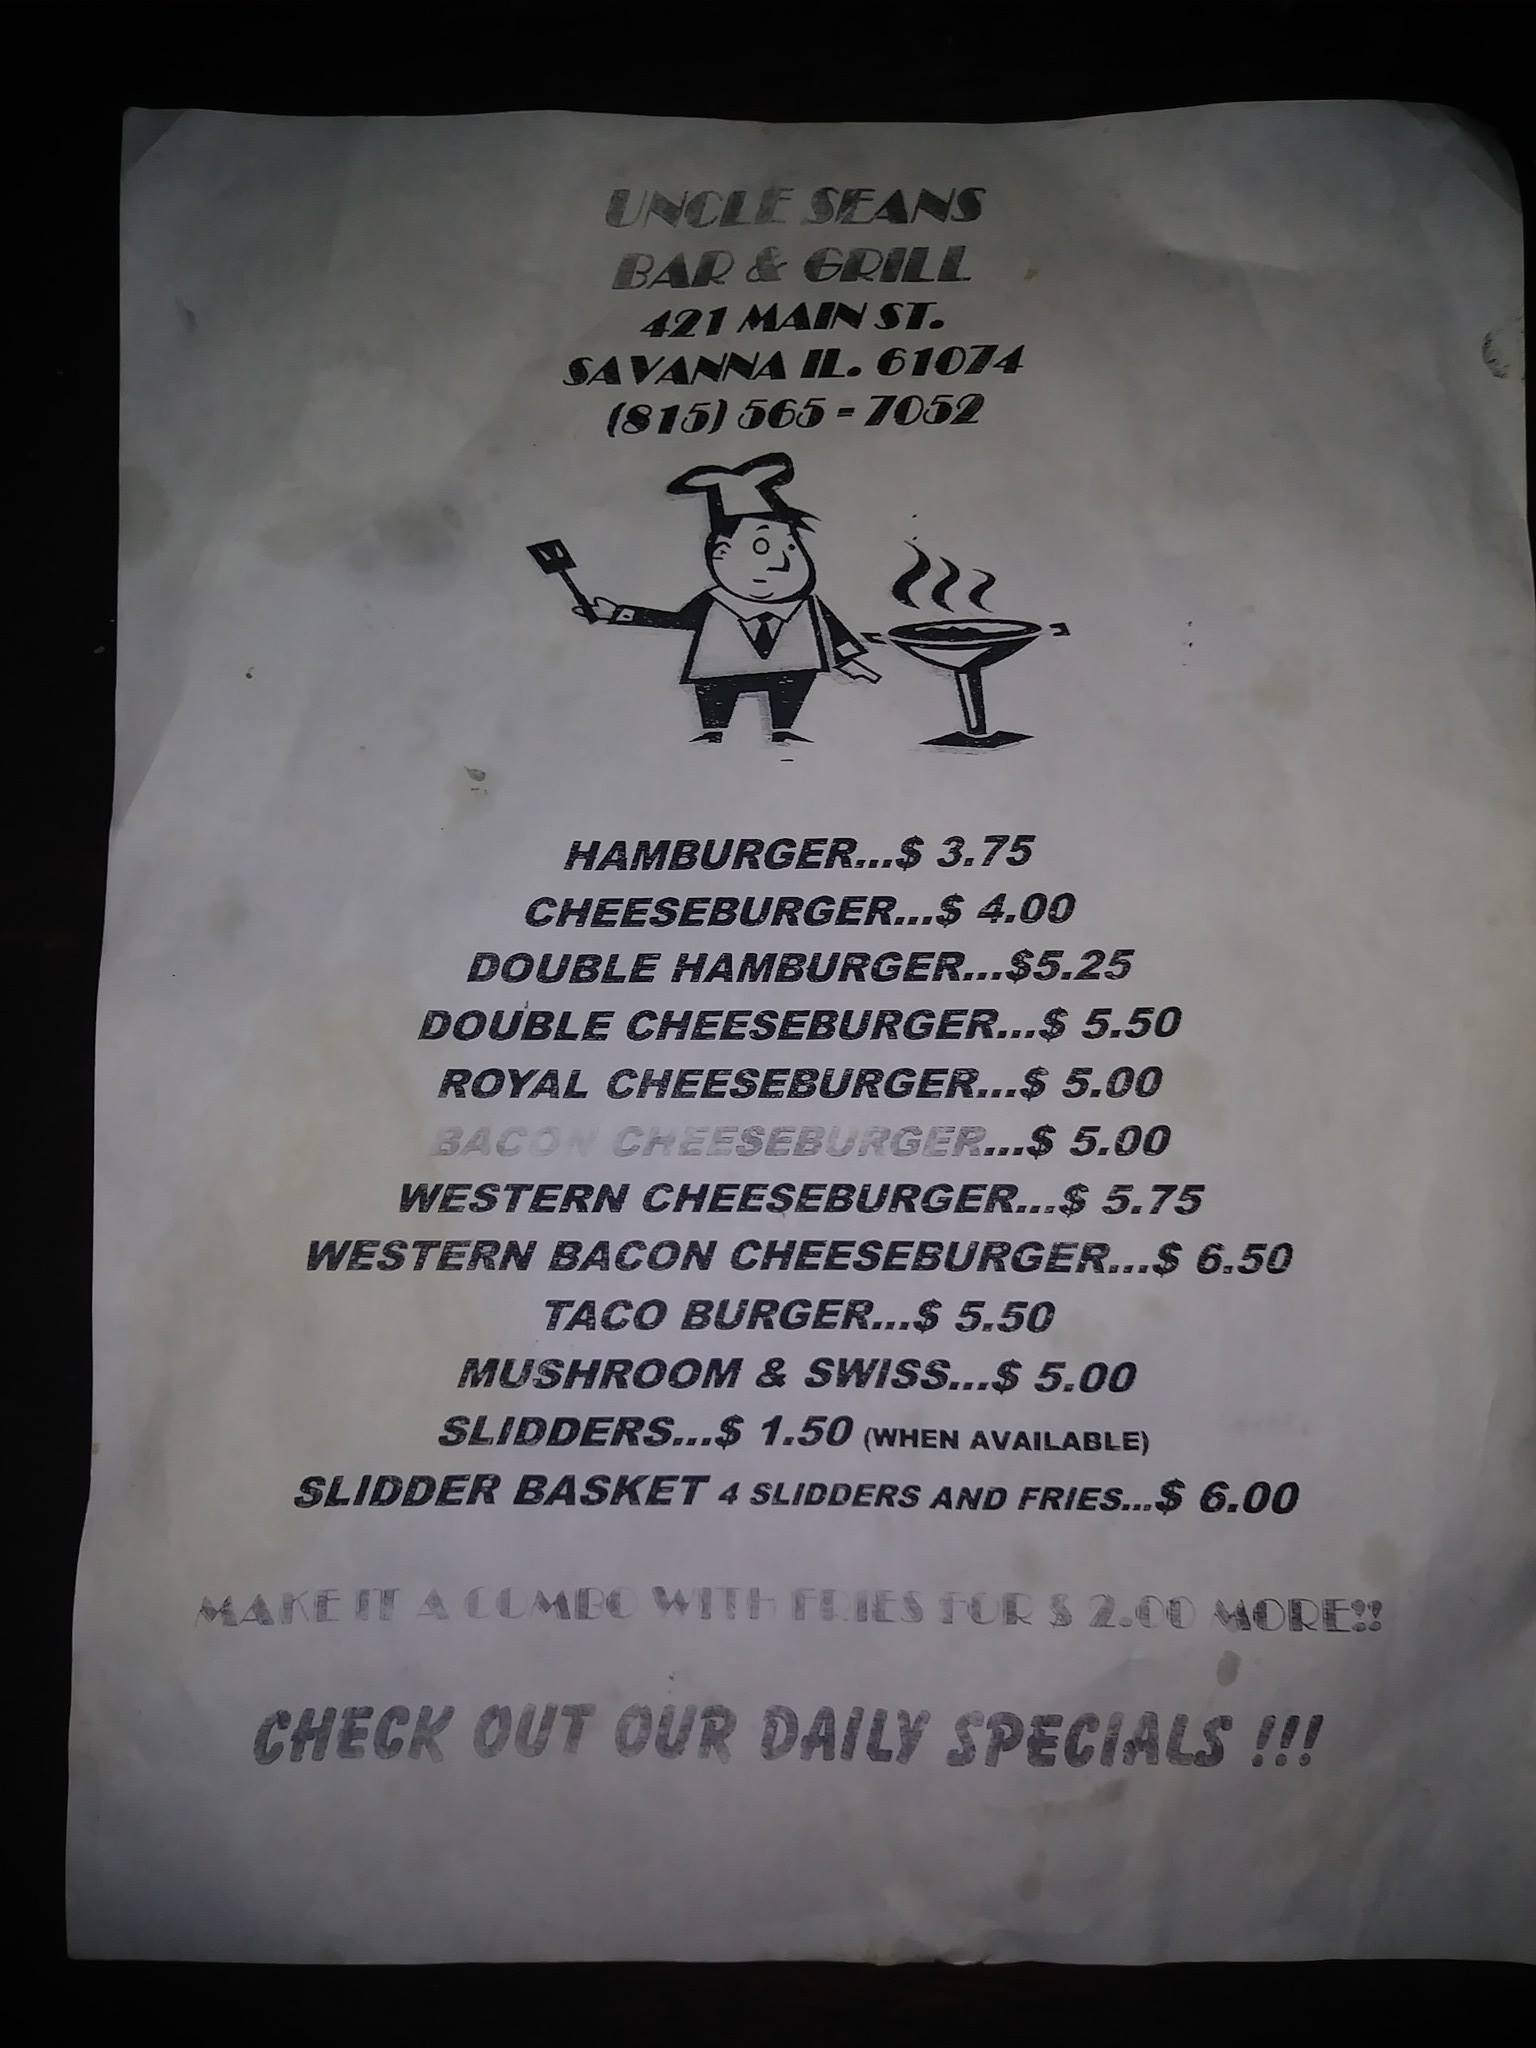 UNCLE SEANS
BAR & GRILL
421 MAIN ST.
SAVANNA IL. 61074
(815) 565 - 7052
HAMBURGER...$ 3.75
CHEESEBURGER...$ 4.00
DOUBLE HAMBURGER...$5.25
DOUBLE CHEESEBURGER...$ 5.50
ROYAL CHEESEBURGER...$ 5.00
BACON CHEESEBURGER...$ 5.00
WESTERN CHEESEBURGER...$ 5.75
WESTERN BACON CHEESEBURGER...$ 6.50
TACO BURGER...$ 5.50
MUSHROOM & SWISS...$ 5.00
SLIDDERS...$ 1.50 (WHEN AVAILABLE)
SLIDDER BASKET 4 SLIDDERS AND FRIES...$ 6.00
MAKE IT A COMBO WITH FRIES FOR $ 2.00 MORE!!
CHECK OUT OUR DAILY SPECIALS !!!